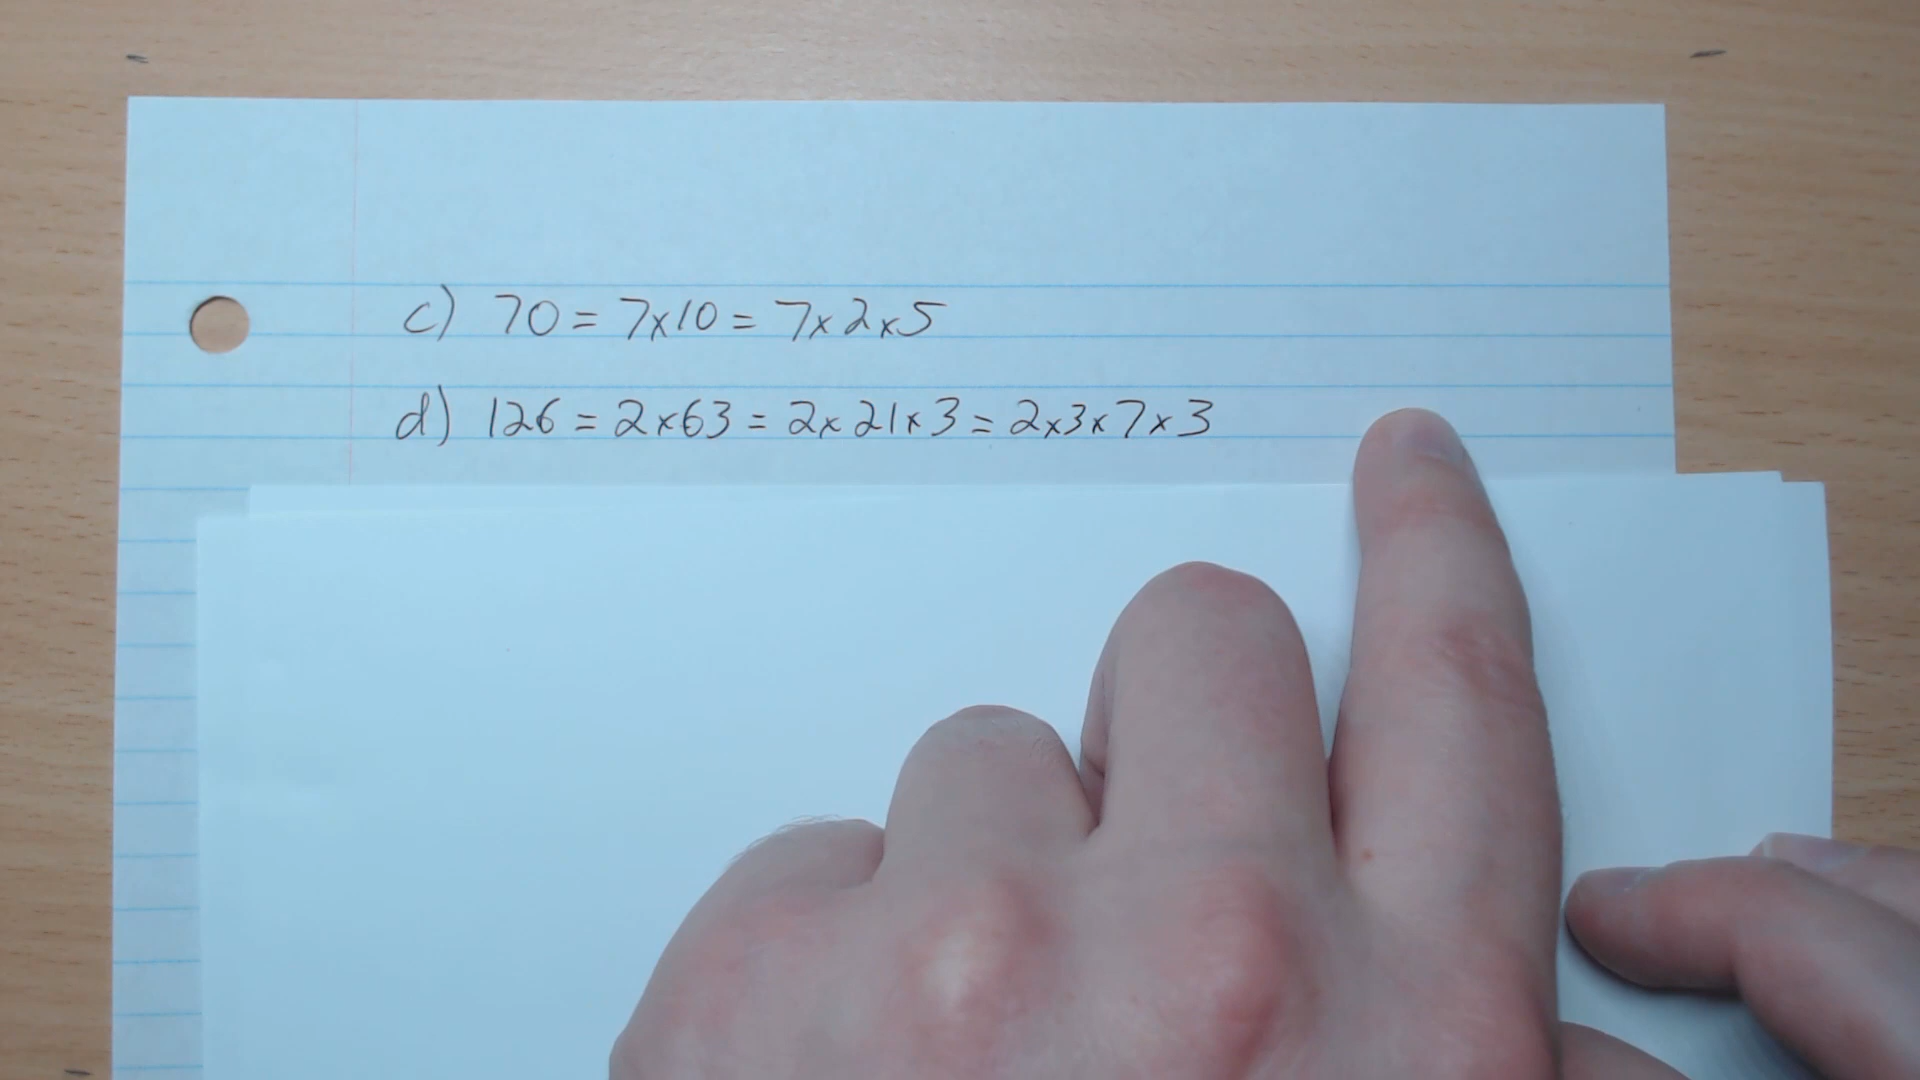 c) 70 = 7x10 = 7x2x5
d) 126 = 2x63 = 2x21x3 = 2x3x7x3